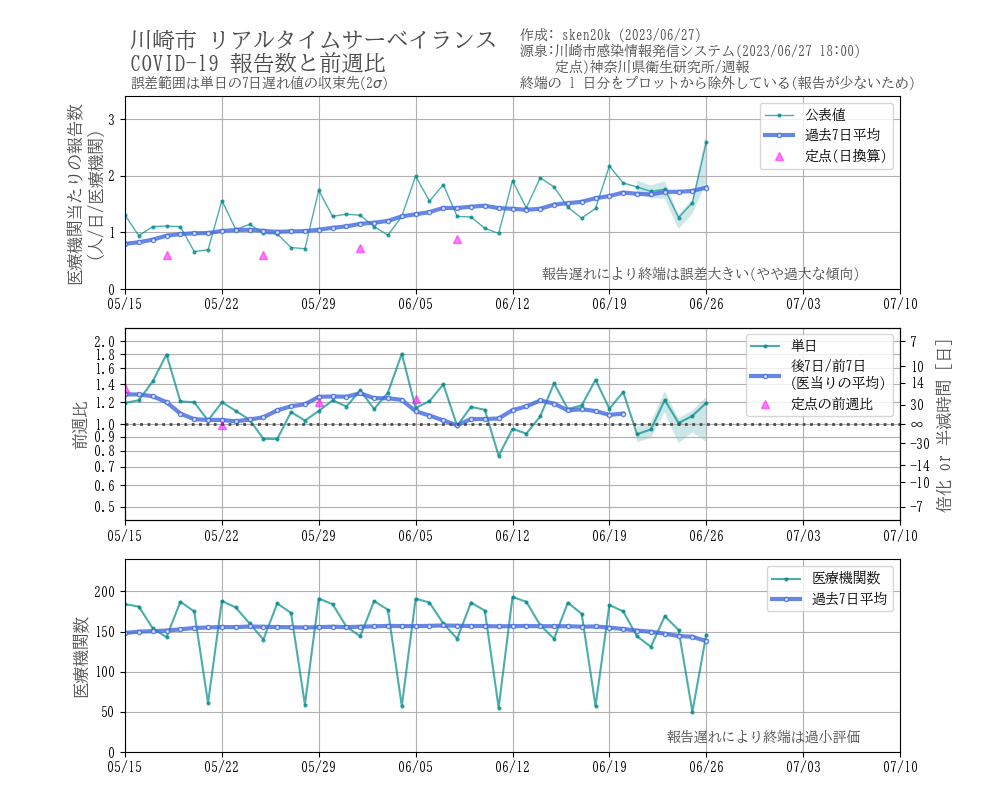 川崎市 リアルタイムサーベイランス
COVID-19 報告数と前週比
誤差範囲は単日の7日遅れ値の収束先(2σ)
作成: sken20k (2023/06/27)
源泉:川崎市感染情報発信システム(2023/06/27 18:00)
定点)神奈川県衛生研究所/週報
終端の 1 日分をプロットから除外している(報告が少ないため)
医療機関当たりの報告数
(人/日/医療機関)
3
2
1
0
公表値
過去7日平均
定点(日換算)
報告遅れにより終端は誤差大きい(やや過大な傾向)
05/15 05/22 05/29 06/05 06/12 06/19 06/26 07/03 07/10
前週比
2.0
1.8
1.6
1.4
1.2
1.0
0.9
0.8
0.7
0.6
0.5
単日
後7日/前7日
(医当りの平均)
定点の前週比
7
10
14
30
∞
-30
-14
-10
-7
倍化 or 半減時間 [日]
05/15 05/22 05/29 06/05 06/12 06/19 06/26 07/03 07/10
医療機関数
200
150
100
50
0
医療機関数
過去7日平均
報告遅れにより終端は過小評価
05/15 05/22 05/29 06/05 06/12 06/19 06/26 07/03 07/10